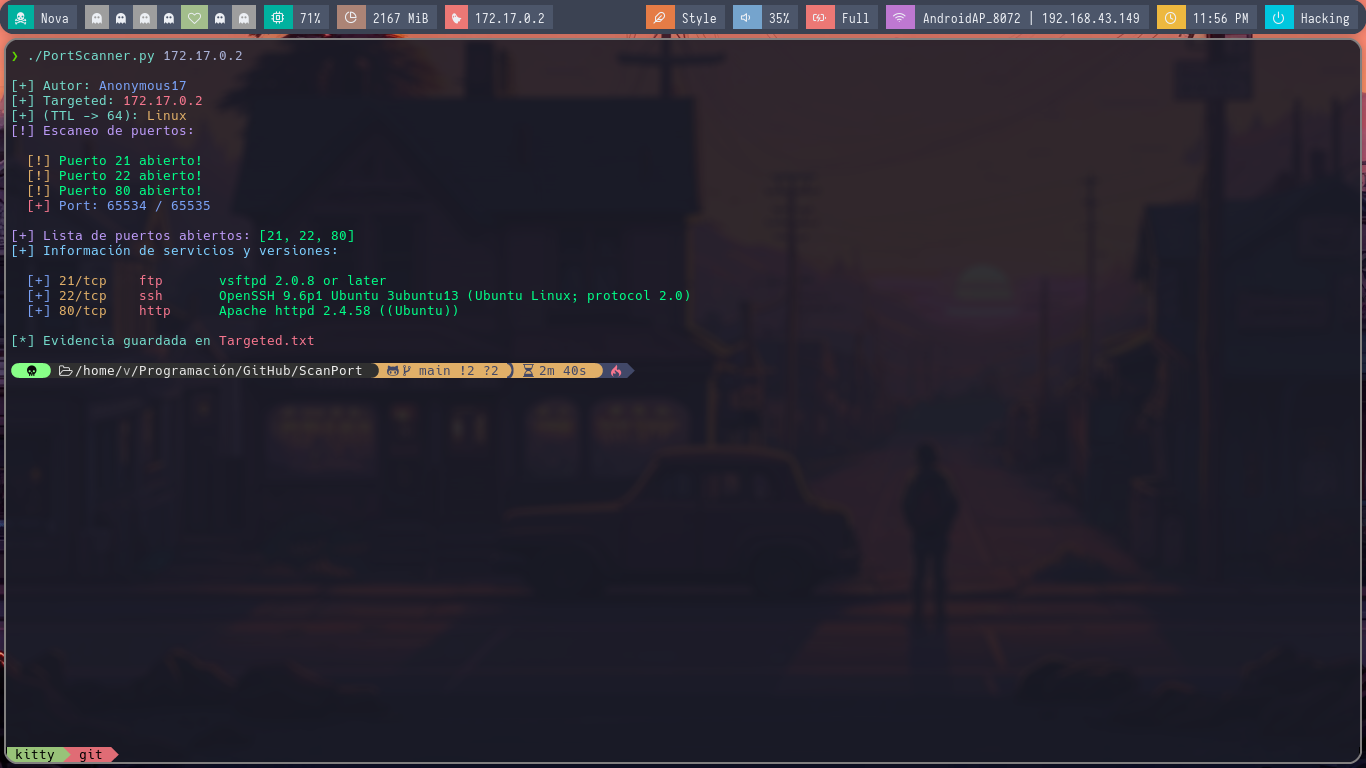 Nova 71% 2167 MiB 172.17.0.2 Style 35% Full AndroidAP_8072 | 192.168.43.149 11:56 PM Hacking
❯ ./PortScanner.py 172.17.0.2
[+] Autor: Anonymous17
[+] Targeted: 172.17.0.2
[+] (TTL -> 64): Linux
[!] Escaneo de puertos:
[!] Puerto 21 abierto!
[!] Puerto 22 abierto!
[!] Puerto 80 abierto!
[+] Port: 65534 / 65535
[+] Lista de puertos abiertos: [21, 22, 80]
[+] Información de servicios y versiones:
[+] 21/tcp ftp vsftpd 2.0.8 or later
[+] 22/tcp ssh OpenSSH 9.6p1 Ubuntu 3ubuntu13 (Ubuntu Linux; protocol 2.0)
[+] 80/tcp http Apache httpd 2.4.58 ((Ubuntu))
[*] Evidencia guardada en Targeted.txt
/home/v/Programación/GitHub/ScanPort main !2 ?2 2m 40s
kitty git